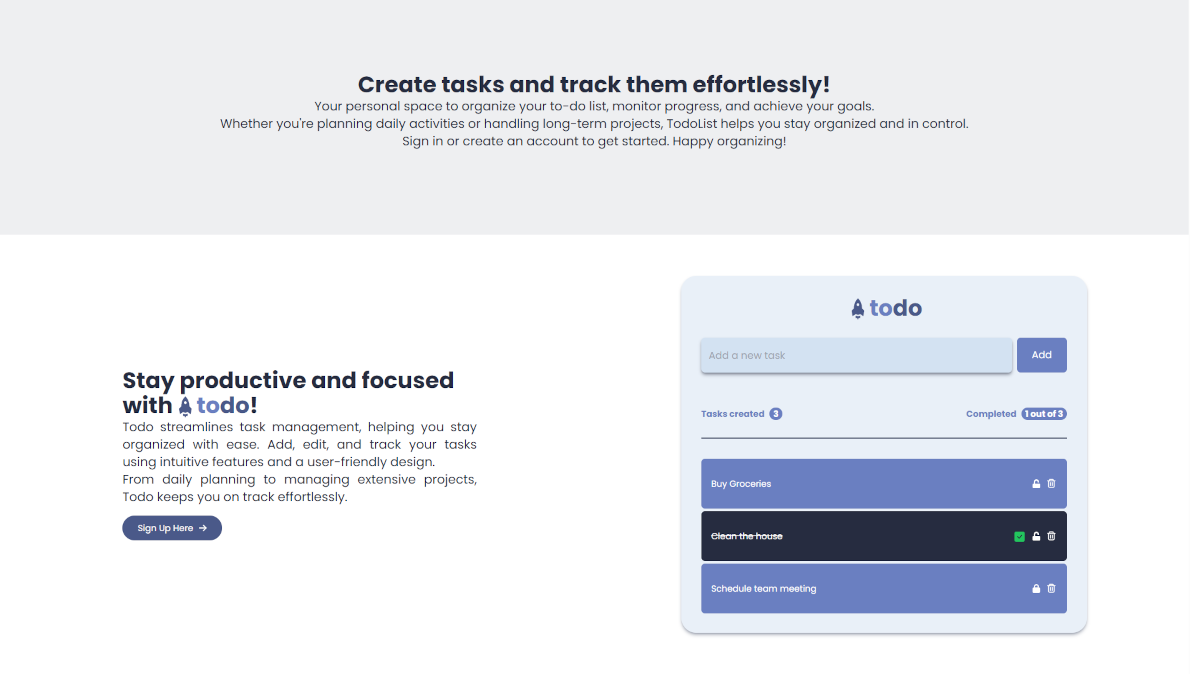 Create tasks and track them effortlessly!
Your personal space to organize your to-do list, monitor progress, and achieve your goals.
Whether you're planning daily activities or handling long-term projects, TodoList helps you stay organized and in control.
Sign in or create an account to get started. Happy organizing!
Stay productive and focused
with todo!
Todo streamlines task management, helping you stay
organized with ease. Add, edit, and track your tasks
using intuitive features and a user-friendly design.
From daily planning to managing extensive projects,
Todo keeps you on track effortlessly.
Sign Up Here
todo
Add a new task
Add
Tasks created 3
Completed 1 out of 3
Buy Groceries
Clean the house
Schedule team meeting